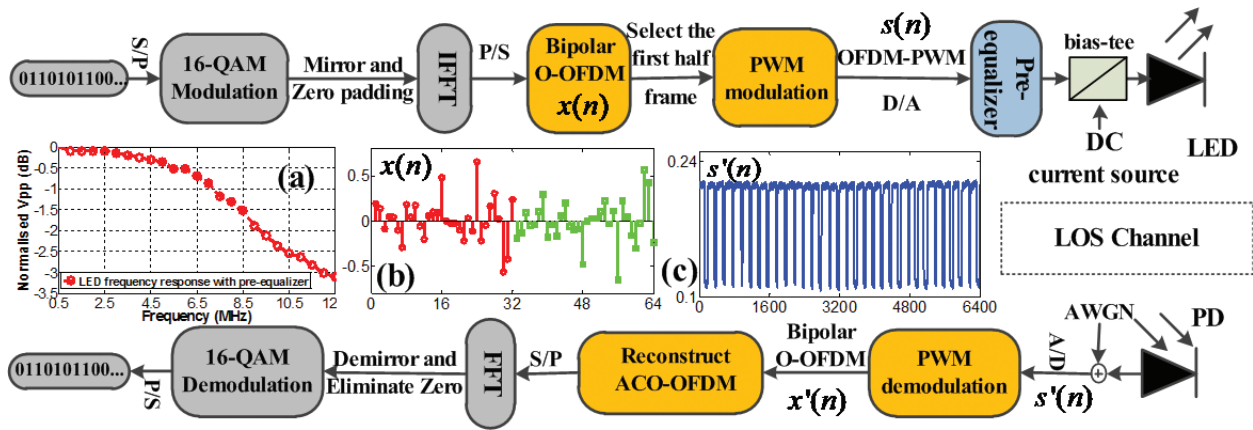 0110101100...
S/P
16-QAM
Modulation
Mirror and
Zero padding
IFFT
P/S
Bipolar
O-OFDM
x(n)
Select the
first half
frame
PWM
modulation
s(n)
OFDM-PWM
D/A
Pre-
equalizer
bias-tee
DC
current source
LED
Normalised Vpp (dB)
0
-0.5
-1
-1.5
-2
-2.5
-3
-3.5
(a)
LED frequency response with pre-equalizer
0.5 2.5 4.5 6.5 8.5 10.5 12
Frequency (MHz)
x(n)
0.5
0
-0.5
(b)
0 16 32 48 64
0.24
s'(n)
(c)
0.1
0 1600 3200 4800 6400
LOS Channel
0110101100...
P/S
16-QAM
Demodulation
Demirror and
Eliminate Zero
FFT
S/P
Reconstruct
ACO-OFDM
Bipolar
O-OFDM
x'(n)
PWM
demodulation
A/D
s'(n)
AWGN
PD